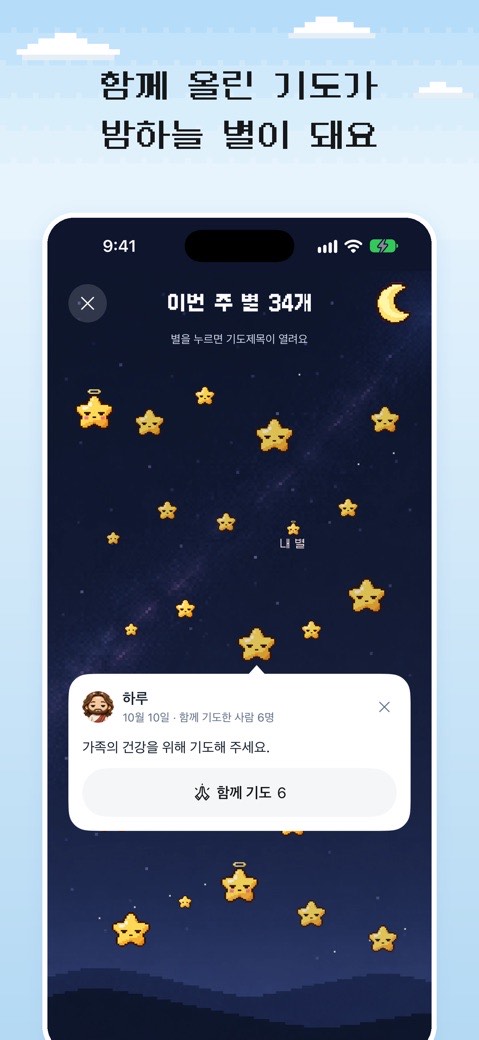 함께 올린 기도가
밤하늘 별이 돼요
9:41
이번 주 별 34개
별을 누르면 기도제목이 열려요
내 별
하루
10월 10일 · 함께 기도한 사람 6명
가족의 건강을 위해 기도해 주세요.
함께 기도 6